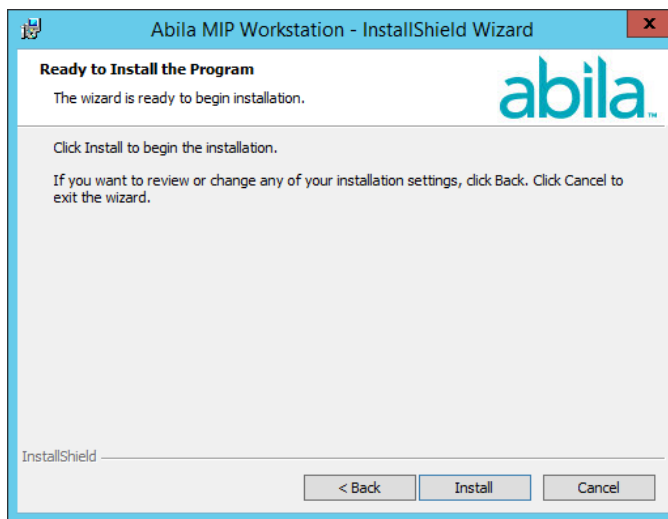 Abila MIP Workstation - InstallShield Wizard
x
Ready to Install the Program
The wizard is ready to begin installation.
abila™
Click Install to begin the installation.
If you want to review or change any of your installation settings, click Back. Click Cancel to
exit the wizard.
InstallShield
< Back
Install
Cancel